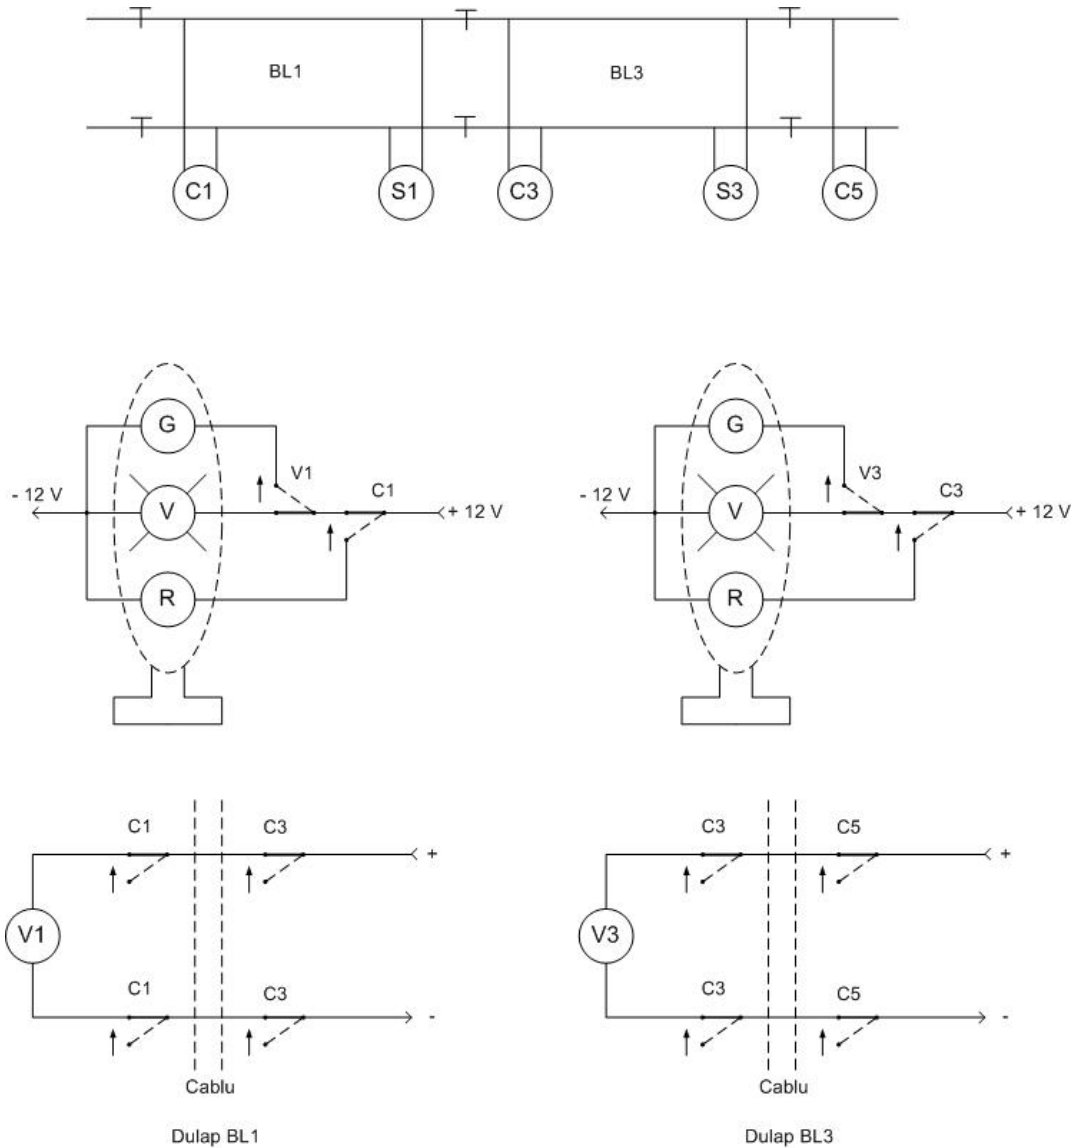 BL1 BL3
C1 S1 C3 S3 C5
G G
V1 V3
C1 C3
- 12 V V + 12 V - 12 V V + 12 V
R R
C1 C3 C3 C5
+ +
V1 V3
C1 C3 C3 C5
- -
Cablu Cablu
Dulap BL1 Dulap BL3